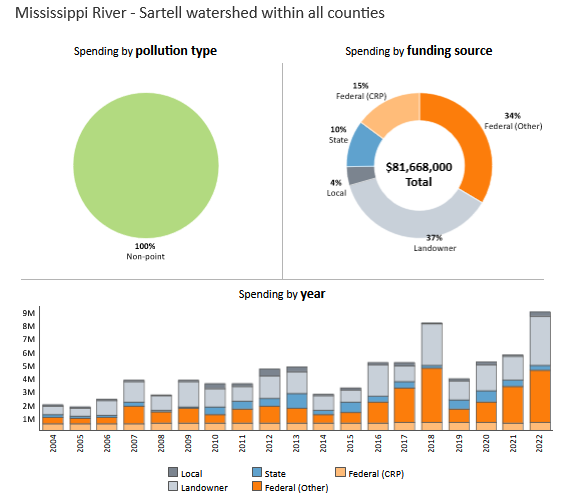 Mississippi River - Sartell watershed within all counties
Spending by pollution type
100%
Non-point
Spending by funding source
15%
Federal (CRP)
34%
Federal (Other)
10%
State
$81,668,000
Total
4%
Local
37%
Landowner
Spending by year
9M
8M
7M
6M
5M
4M
3M
2M
1M
2004 2005 2006 2007 2008 2009 2010 2011 2012 2013 2014 2015 2016 2017 2018 2019 2020 2021 2022
Local State Federal (CRP)
Landowner Federal (Other)